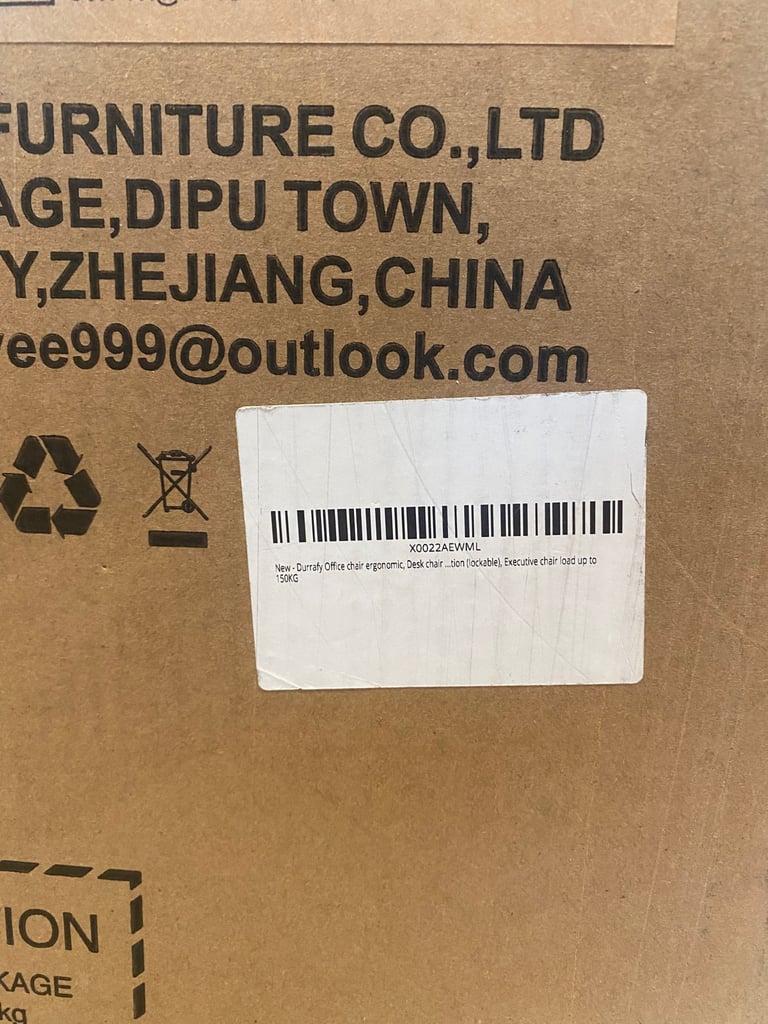 FURNITURE CO.,LTD
AGE,DIPU TOWN,
Y,ZHEJIANG,CHINA
ee999@outlook.com
X0022AEWML
New - Durrafy Office chair ergonomic, Desk chair ...tion (lockable), Executive chair load up to
150KG
ION
KAGE
kg